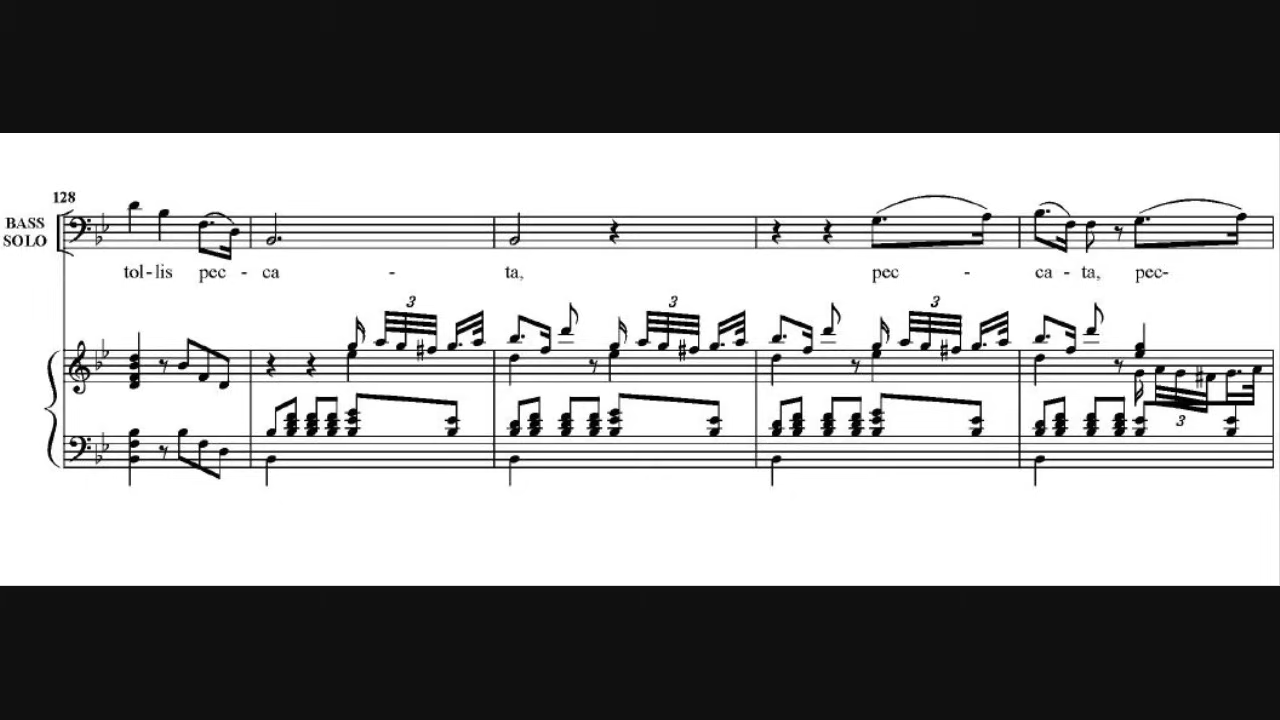 128
BASS
SOLO
tol-lis pec - ca - ta, pec - ca - ta, pec-
3 3 3
3